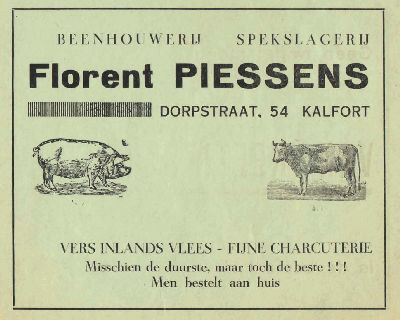 BEENHOUWERIJ SPEKSLAGERIJ
Florent PIESSENS
DORPSTRAAT, 54 KALFORT
VERS INLANDS VLEES - FIJNE CHARCUTERIE
Misschien de duurste, maar toch de beste ! ! !
Men bestelt aan huis